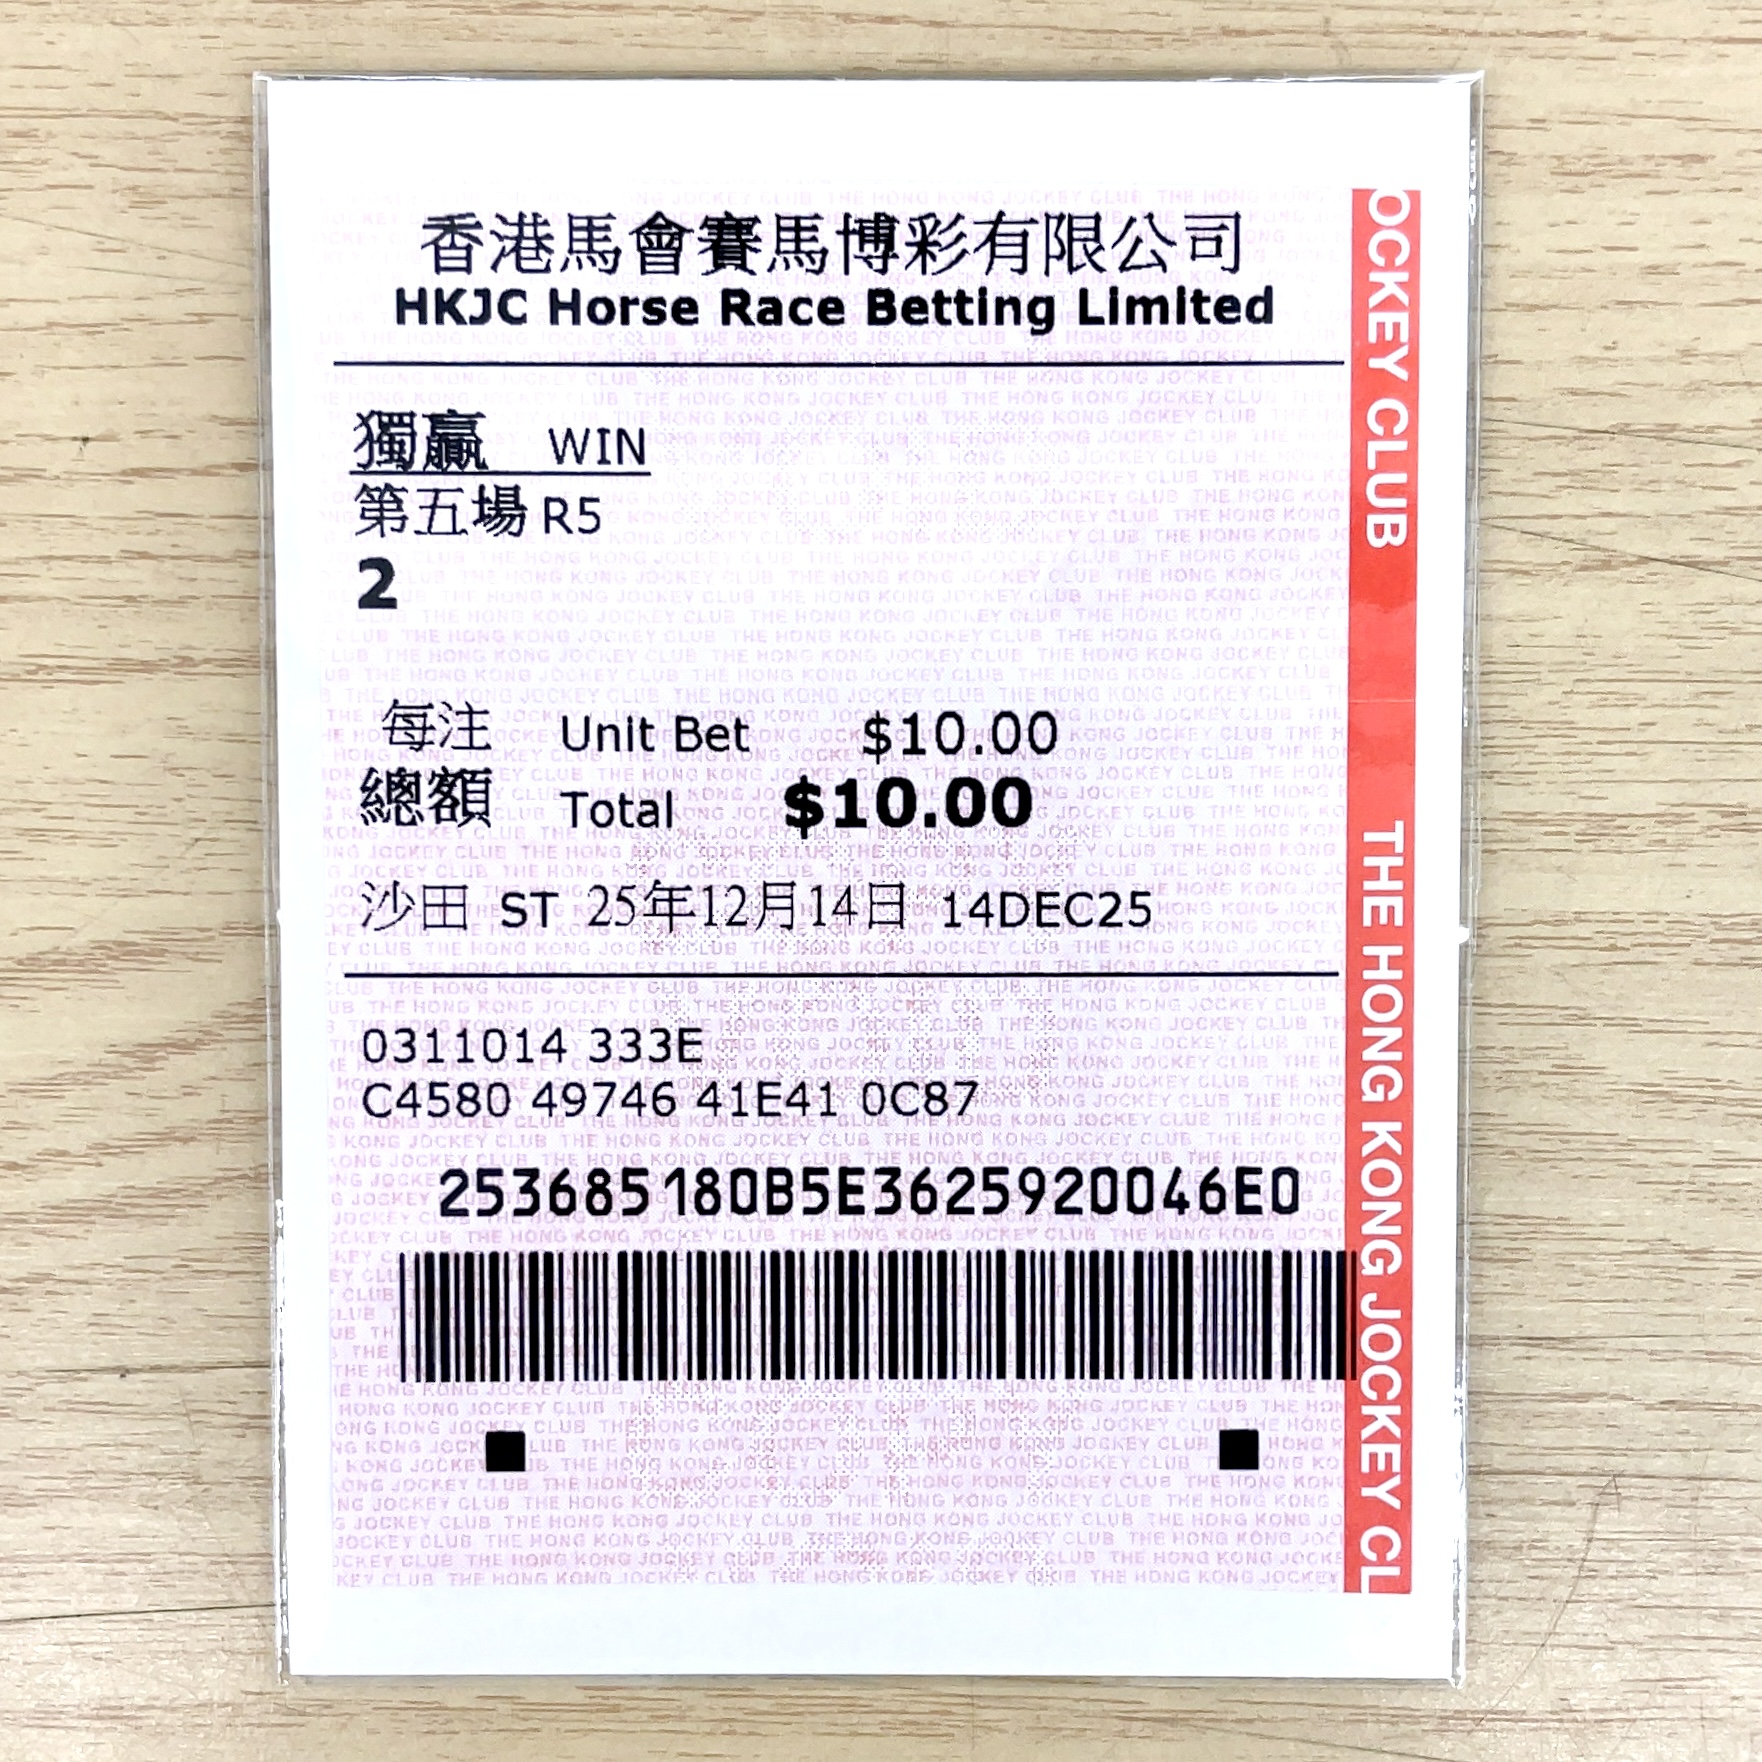 香港馬會賽馬博彩有限公司
HKJC Horse Race Betting Limited
獨贏 WIN
第五場 R5
2
每注 Unit Bet $10.00
總額 Total $10.00
沙田 ST 25年12月14日 14DEC25
0311014 333E
C4580 49746 41E41 0C87
253685180B5E3625920046E0
OCKEY CLUB THE HONG KONG JOCKEY CL